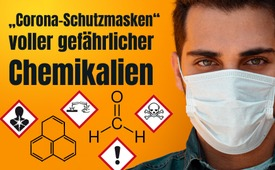 „Corona-Schutzmasken“
voller gefährlicher
Chemikalien
O
H
H